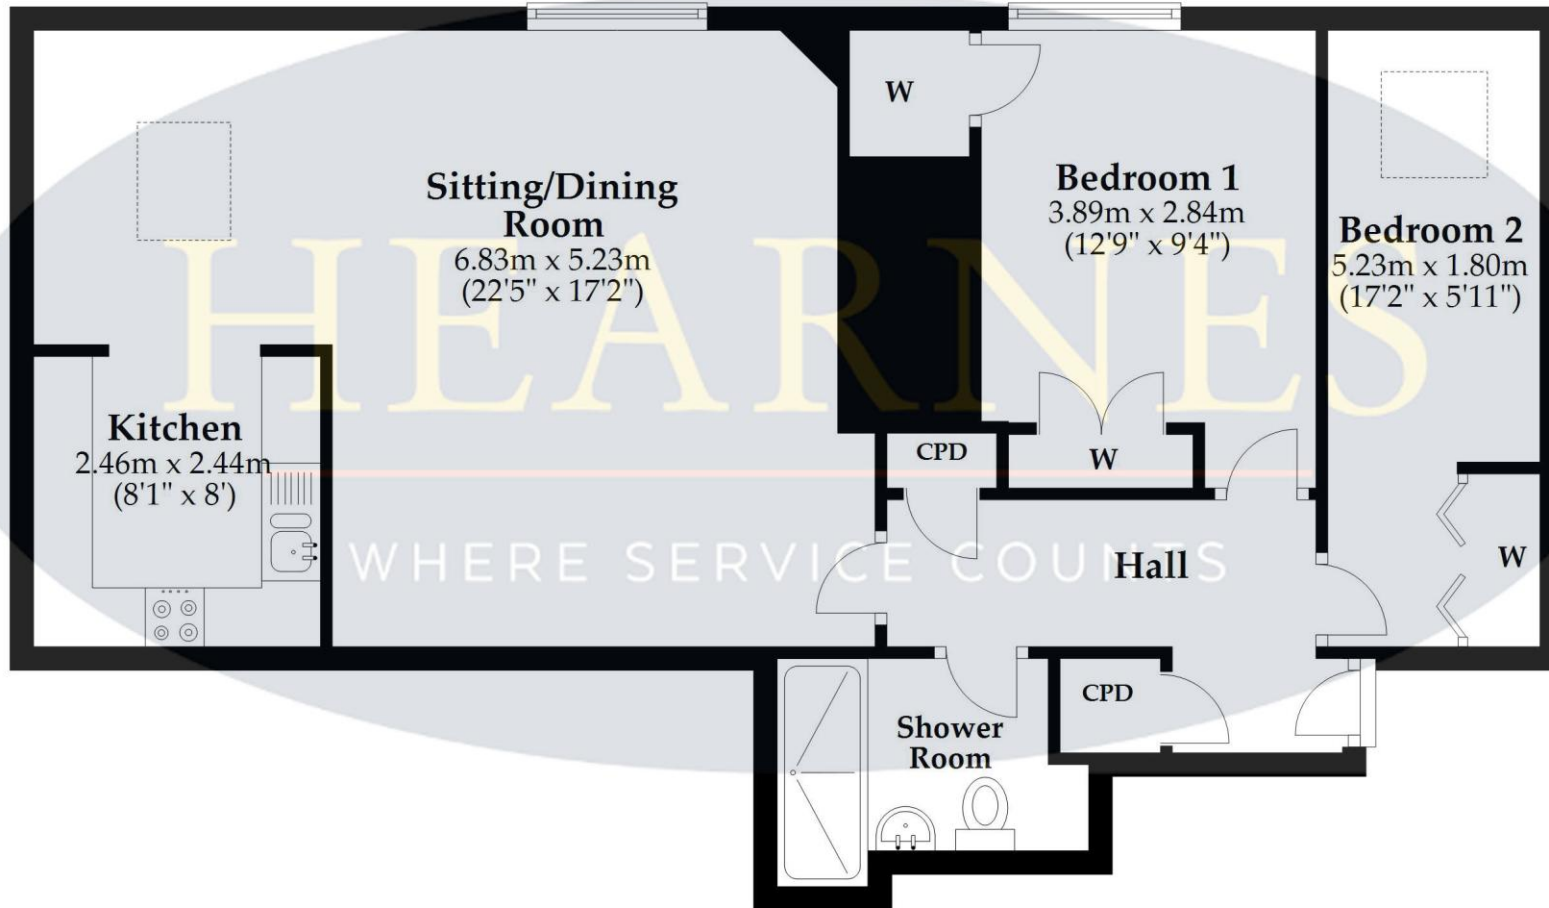 W
Sitting/Dining
Room
6.83m x 5.23m
(22'5" x 17'2")
Bedroom 1
3.89m x 2.84m
(12'9" x 9'4")
Bedroom 2
5.23m x 1.80m
(17'2" x 5'11")
HEARNES
Kitchen
2.46m x 2.44m
(8'1" x 8')
CPD
W
WHERE SERVICE COUNTS
Hall
W
CPD
Shower
Room